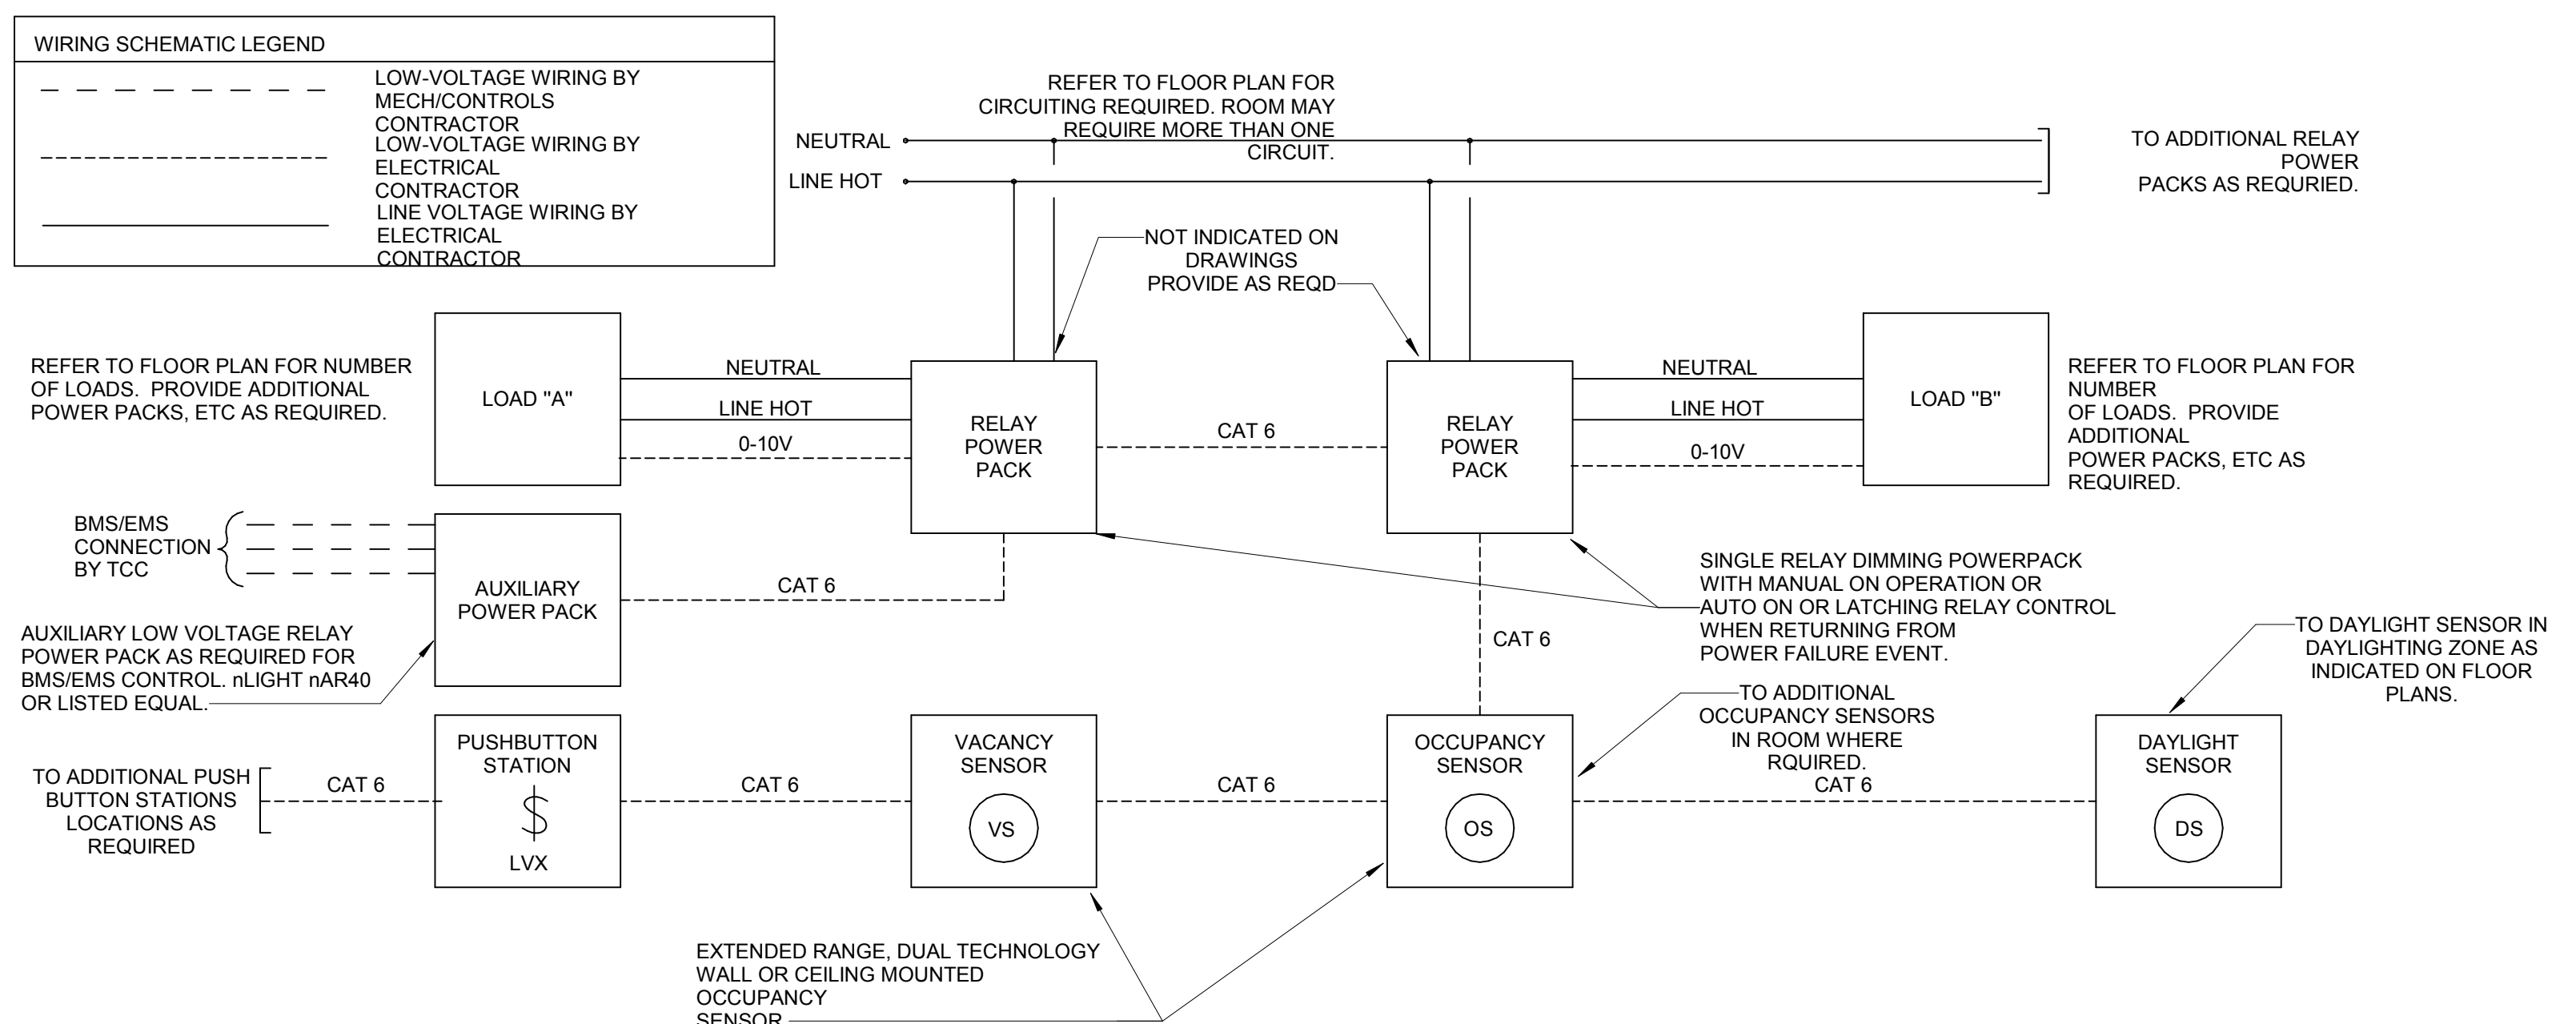 WIRING SCHEMATIC LEGEND
LOW-VOLTAGE WIRING BY
MECH/CONTROLS
CONTRACTOR
LOW-VOLTAGE WIRING BY
ELECTRICAL
CONTRACTOR
LINE VOLTAGE WIRING BY
ELECTRICAL
CONTRACTOR
REFER TO FLOOR PLAN FOR
CIRCUITING REQUIRED. ROOM MAY
REQUIRE MORE THAN ONE
CIRCUIT.
NEUTRAL
LINE HOT
TO ADDITIONAL RELAY
POWER
PACKS AS REQURIED.
NOT INDICATED ON
DRAWINGS
PROVIDE AS REQD
REFER TO FLOOR PLAN FOR NUMBER
OF LOADS. PROVIDE ADDITIONAL
POWER PACKS, ETC AS REQUIRED.
LOAD "A"
NEUTRAL
LINE HOT
0-10V
RELAY
POWER
PACK
CAT 6
RELAY
POWER
PACK
NEUTRAL
LINE HOT
0-10V
LOAD "B"
REFER TO FLOOR PLAN FOR
NUMBER
OF LOADS. PROVIDE
ADDITIONAL
POWER PACKS, ETC AS
REQUIRED.
BMS/EMS
CONNECTION
BY TCC
AUXILIARY
POWER PACK
CAT 6
AUXILIARY LOW VOLTAGE RELAY
POWER PACK AS REQUIRED FOR
BMS/EMS CONTROL. nLIGHT nAR40
OR LISTED EQUAL.
CAT 6
SINGLE RELAY DIMMING POWERPACK
WITH MANUAL ON OPERATION OR
AUTO ON OR LATCHING RELAY CONTROL
WHEN RETURNING FROM
POWER FAILURE EVENT.
TO DAYLIGHT SENSOR IN
DAYLIGHTING ZONE AS
INDICATED ON FLOOR
PLANS.
TO ADDITIONAL
OCCUPANCY SENSORS
IN ROOM WHERE
RQUIRED.
TO ADDITIONAL PUSH
BUTTON STATIONS
LOCATIONS AS
REQUIRED
CAT 6
PUSHBUTTON
STATION
$
LVX
CAT 6
VACANCY
SENSOR
VS
CAT 6
OCCUPANCY
SENSOR
OS
CAT 6
DAYLIGHT
SENSOR
DS
EXTENDED RANGE, DUAL TECHNOLOGY
WALL OR CEILING MOUNTED
OCCUPANCY
SENSOR